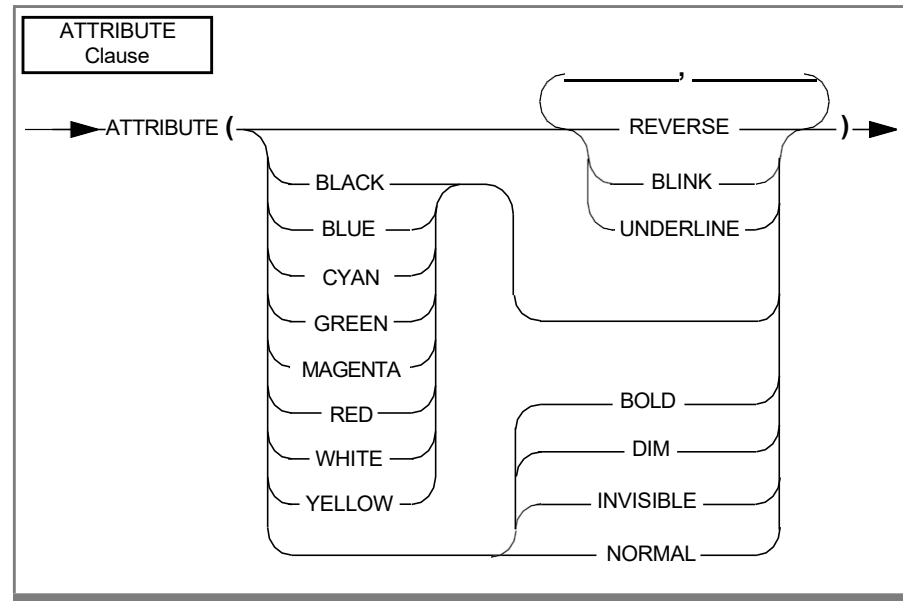 ATTRIBUTE
Clause
,
ATTRIBUTE ( REVERSE )
BLACK BLINK
BLUE UNDERLINE
CYAN
GREEN
MAGENTA
RED BOLD
WHITE DIM
YELLOW INVISIBLE
NORMAL